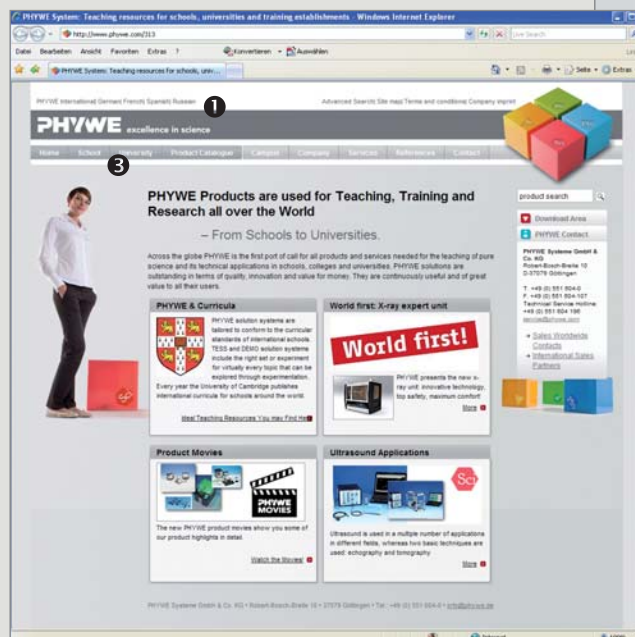 PHYWE System: Teaching resources for schools, universities and training establishments - Windows Internet Explorer
http://www.phywe.com/313
Live Search
Datei Bearbeiten Ansicht Favoriten Extras ?
Konvertieren
Auswählen
PHYWE System: Teaching resources for schools, univ...
Seite
Extras
PHYWE International| German| French| Spanish| Russian
❶
Advanced Search| Site map| Terms and conditions| Company imprint
PHYWE excellence in science
Home School University Product Catalogue Campus Company Services References Contact
❸
PHYWE Products are used for Teaching, Training and
Research all over the World
– From Schools to Universities.
Across the globe PHYWE is the first port of call for all products and services needed for the teaching of pure
science and its technical applications in schools, colleges and universities. PHYWE solutions are
outstanding in terms of quality, innovation and value for money. They are continuously useful and of great
value to all their users.
product search
Download Area
PHYWE Contact
PHYWE Systeme GmbH &
Co. KG
Robert-Bosch-Breite 10
D-37079 Göttingen
T. +49 (0) 551 604-0
F. +49 (0) 551 604-107
Technical Service Hotline:
+49 (0) 551 604 196
service@phywe.com
Sales Worldwide
Contacts
International Sales
Partners
PHYWE & Curricula
PHYWE solution systems are
tailored to conform to the curricular
standards of international schools.
TESS and DEMO solution systems
include the right set or experiment
for virtually every topic that can be
explored through experimentation.
Every year the University of Cambridge publishes
international curricula for schools around the world.
Ideal Teaching Resources You may Find Here
World first: X-ray expert unit
World first!
PHYWE presents the new x-
ray unit: innovative technology,
top safety, maximum comfort!
More
Product Movies
PHYWE
MOVIES
The new PHYWE product movies show you some of
our product highlights in detail.
Watch the Movies!
Ultrasound Applications
Sci
Ultrasound is used in a multiple number of applications
in different fields, whereas two basic techniques are
used: echography and tomography
More
PHYWE Systeme GmbH & Co. KG • Robert-Bosch-Breite 10 • 37079 Göttingen • Tel.: +49 (0) 551 604-0 • info@phywe.de
Internet